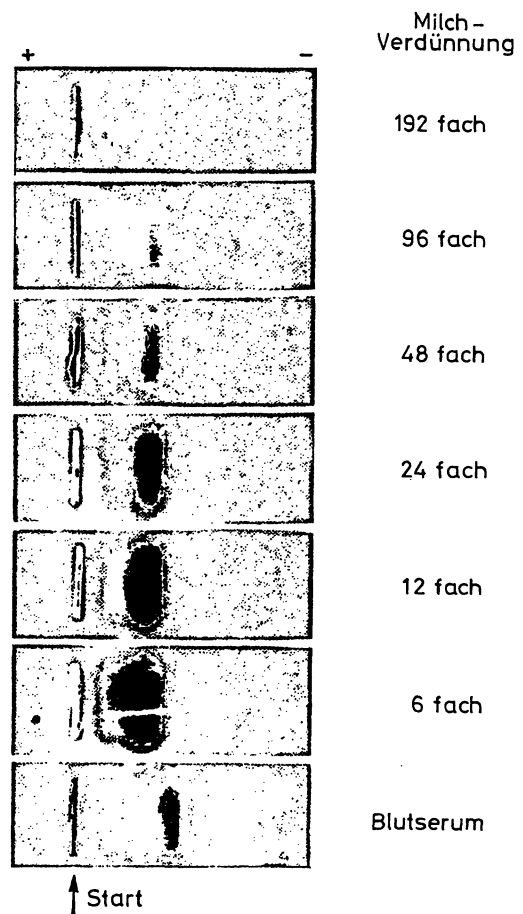 Milch-
Verdünnung
+ −
192 fach
96 fach
48 fach
24 fach
12 fach
6 fach
Blutserum
Start